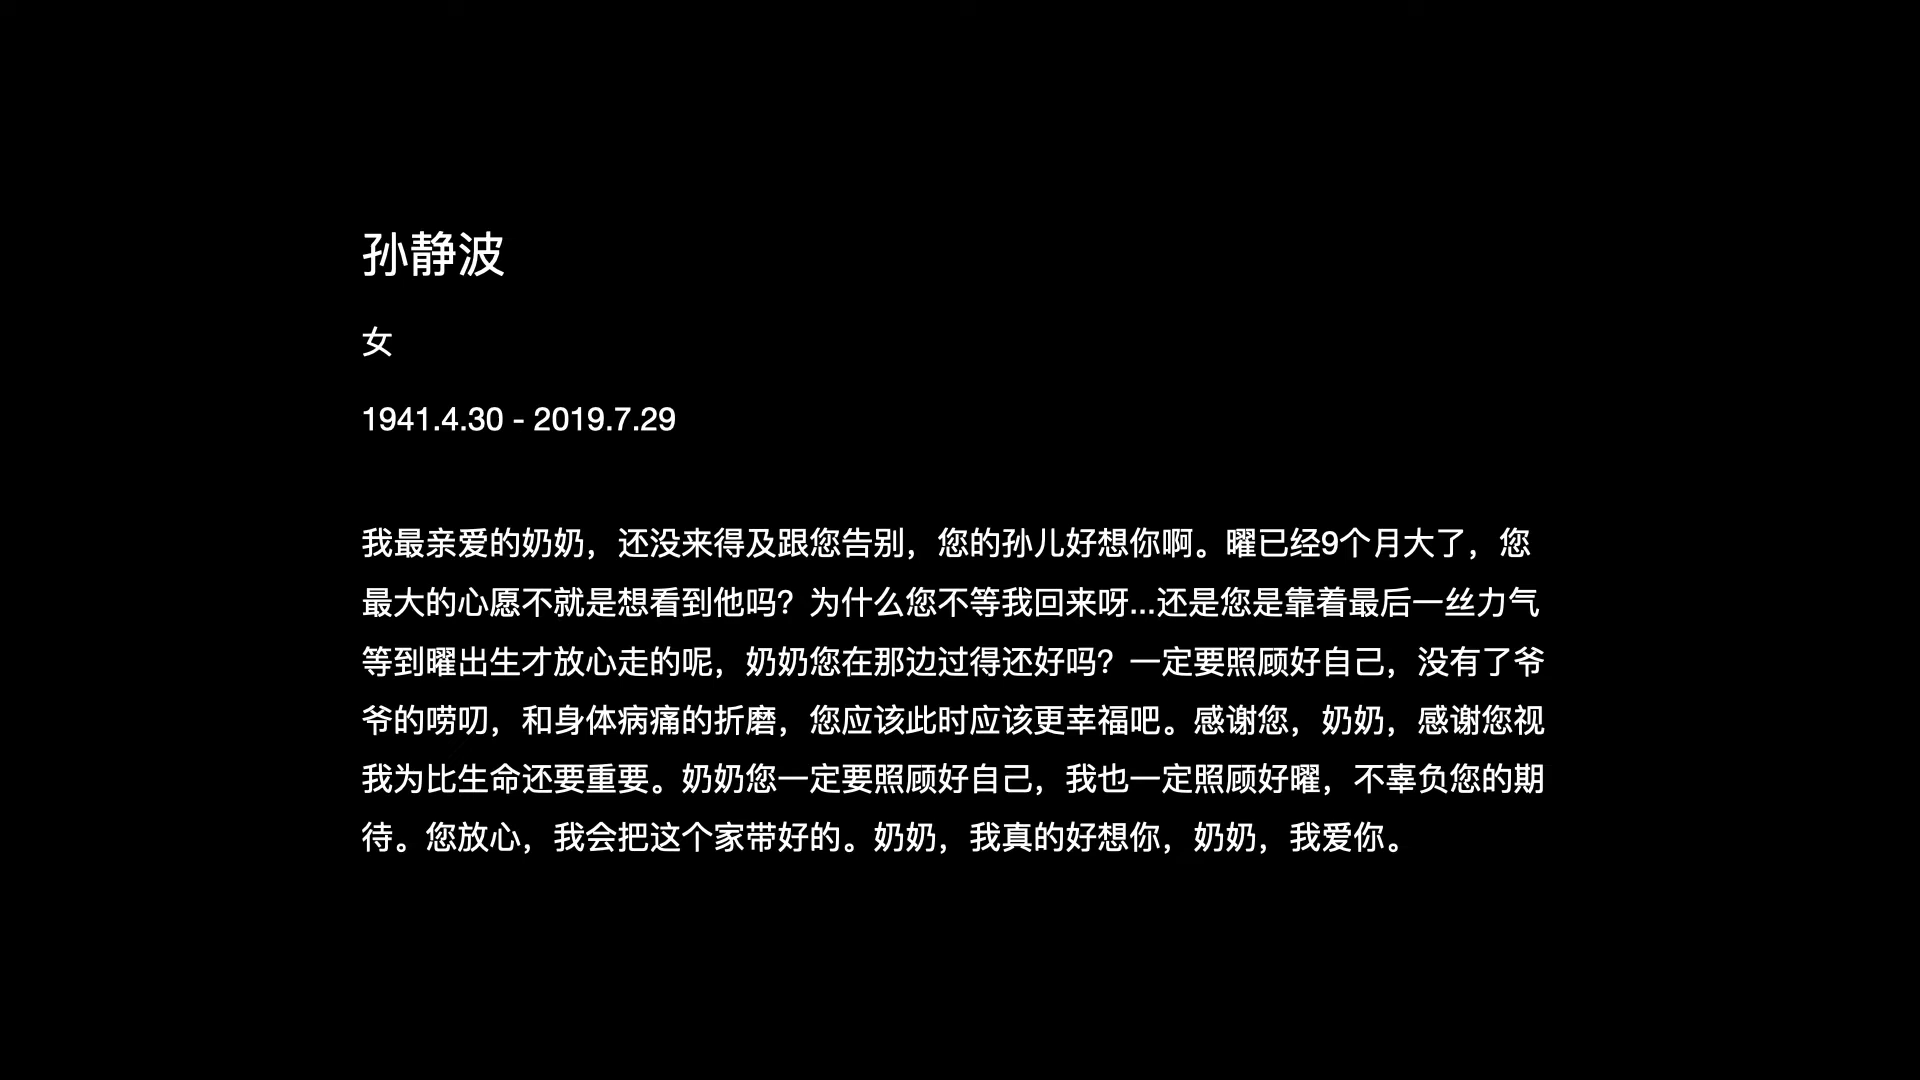 孙静波
女
1941.4.30 - 2019.7.29
我最亲爱的奶奶，还没来得及跟您告别，您的孙儿好想你啊。曜已经9个月大了，您
最大的心愿不就是想看到他吗？为什么您不等我回来呀...还是您是靠着最后一丝力气
等到曜出生才放心走的呢，奶奶您在那边过得还好吗？一定要照顾好自己，没有了爷
爷的唠叨，和身体病痛的折磨，您应该此时应该更幸福吧。感谢您，奶奶，感谢您视
我为比生命还要重要。奶奶您一定要照顾好自己，我也一定照顾好曜，不辜负您的期
待。您放心，我会把这个家带好的。奶奶，我真的好想你，奶奶，我爱你。